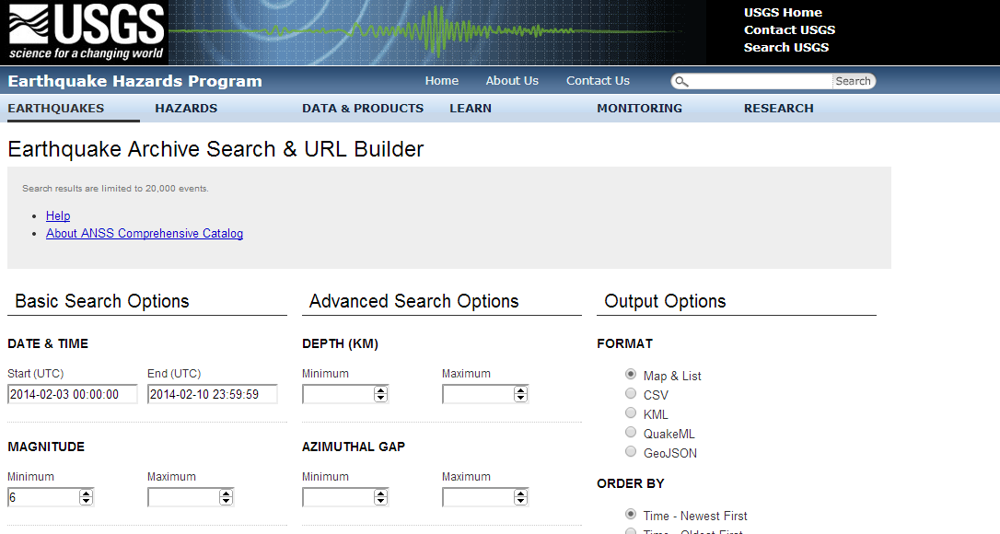 USGS
science for a changing world
USGS Home
Contact USGS
Search USGS
Earthquake Hazards Program
Home
About Us
Contact Us
Search
EARTHQUAKES
HAZARDS
DATA & PRODUCTS
LEARN
MONITORING
RESEARCH
Earthquake Archive Search & URL Builder
Search results are limited to 20,000 events.
Help
About ANSS Comprehensive Catalog
Basic Search Options
DATE & TIME
Start (UTC)
End (UTC)
2014-02-03 00:00:00
2014-02-10 23:59:59
MAGNITUDE
Minimum
Maximum
6
Advanced Search Options
DEPTH (KM)
Minimum
Maximum
AZIMUTHAL GAP
Minimum
Maximum
Output Options
FORMAT
Map & List
CSV
KML
QuakeML
GeoJSON
ORDER BY
Time - Newest First
Time - Oldest First